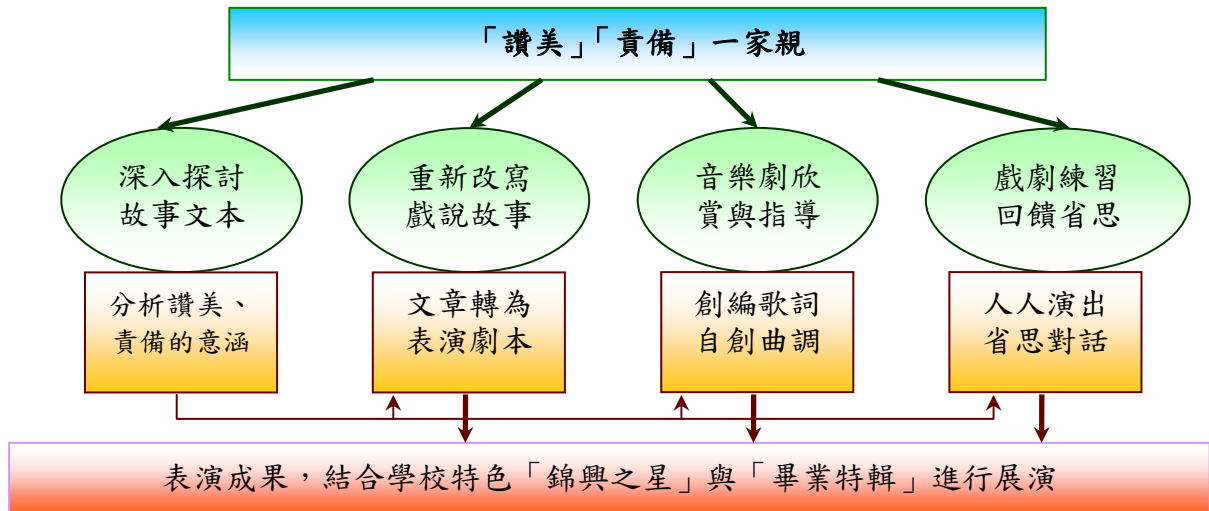 「讚美」「責備」一家親
深入探討
故事文本
重新改寫
戲說故事
音樂劇欣
賞與指導
戲劇練習
回饋省思
分析讚美、
責備的意涵
文章轉為
表演劇本
創編歌詞
自創曲調
人人演出
省思對話
表演成果，結合學校特色「錦興之星」與「畢業特輯」進行展演